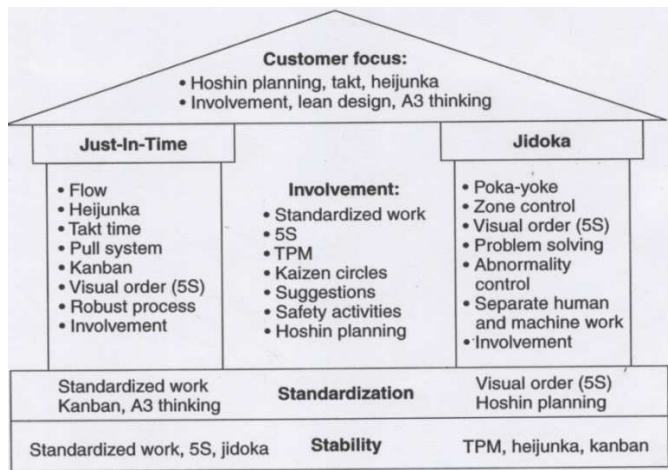 Customer focus:
• Hoshin planning, takt, heijunka
• Involvement, lean design, A3 thinking
Just-In-Time
• Flow
• Heijunka
• Takt time
• Pull system
• Kanban
• Visual order (5S)
• Robust process
• Involvement
Involvement:
• Standardized work
• 5S
• TPM
• Kaizen circles
• Suggestions
• Safety activities
• Hoshin planning
Jidoka
• Poka-yoke
• Zone control
• Visual order (5S)
• Problem solving
• Abnormality
control
• Separate human
and machine work
• Involvement
Standardized work
Kanban, A3 thinking
Standardization
Visual order (5S)
Hoshin planning
Standardized work, 5S, jidoka
Stability
TPM, heijunka, kanban